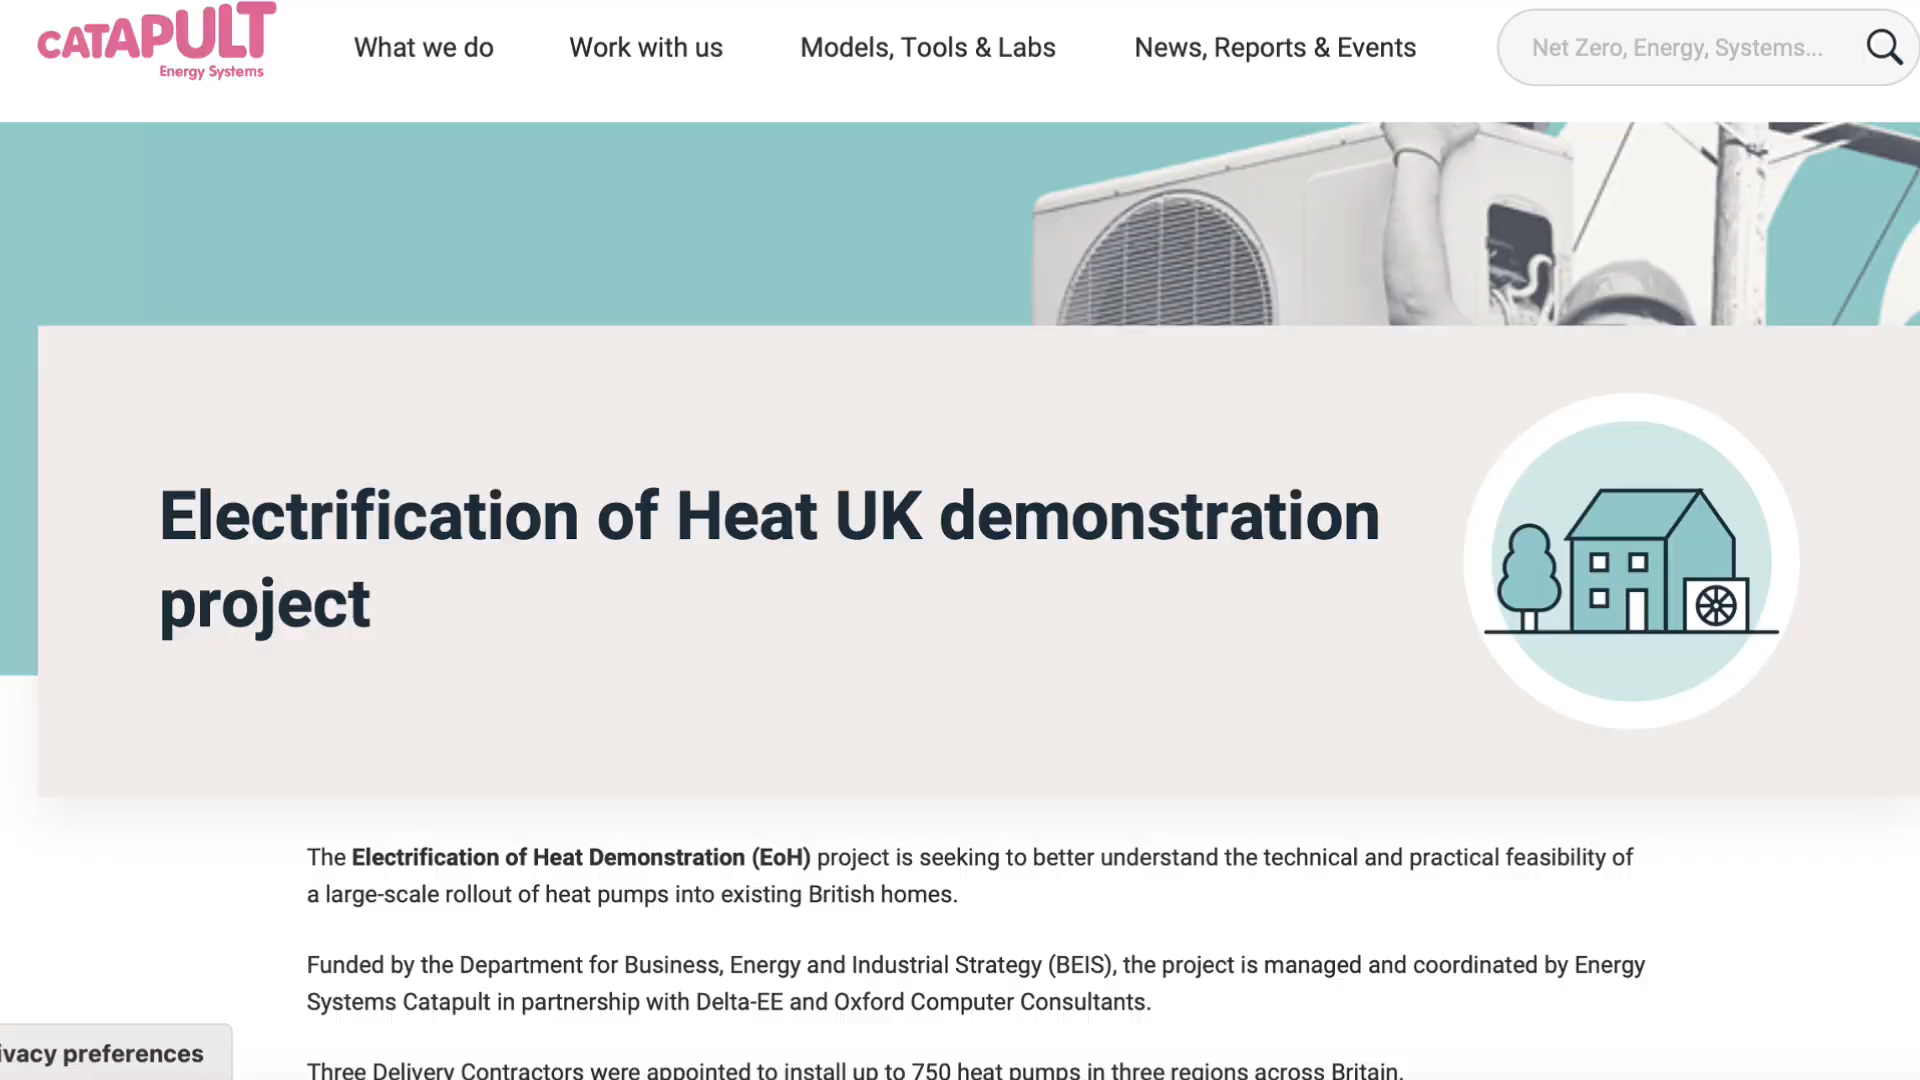 CATAPULT
Energy Systems
What we do
Work with us
Models, Tools & Labs
News, Reports & Events
Net Zero, Energy, Systems...
Electrification of Heat UK demonstration
project
The Electrification of Heat Demonstration (EoH) project is seeking to better understand the technical and practical feasibility of
a large-scale rollout of heat pumps into existing British homes.
Funded by the Department for Business, Energy and Industrial Strategy (BEIS), the project is managed and coordinated by Energy
Systems Catapult in partnership with Delta-EE and Oxford Computer Consultants.
ivacy preferences
Three Delivery Contractors were appointed to install up to 750 heat pumps in three regions across Britain.